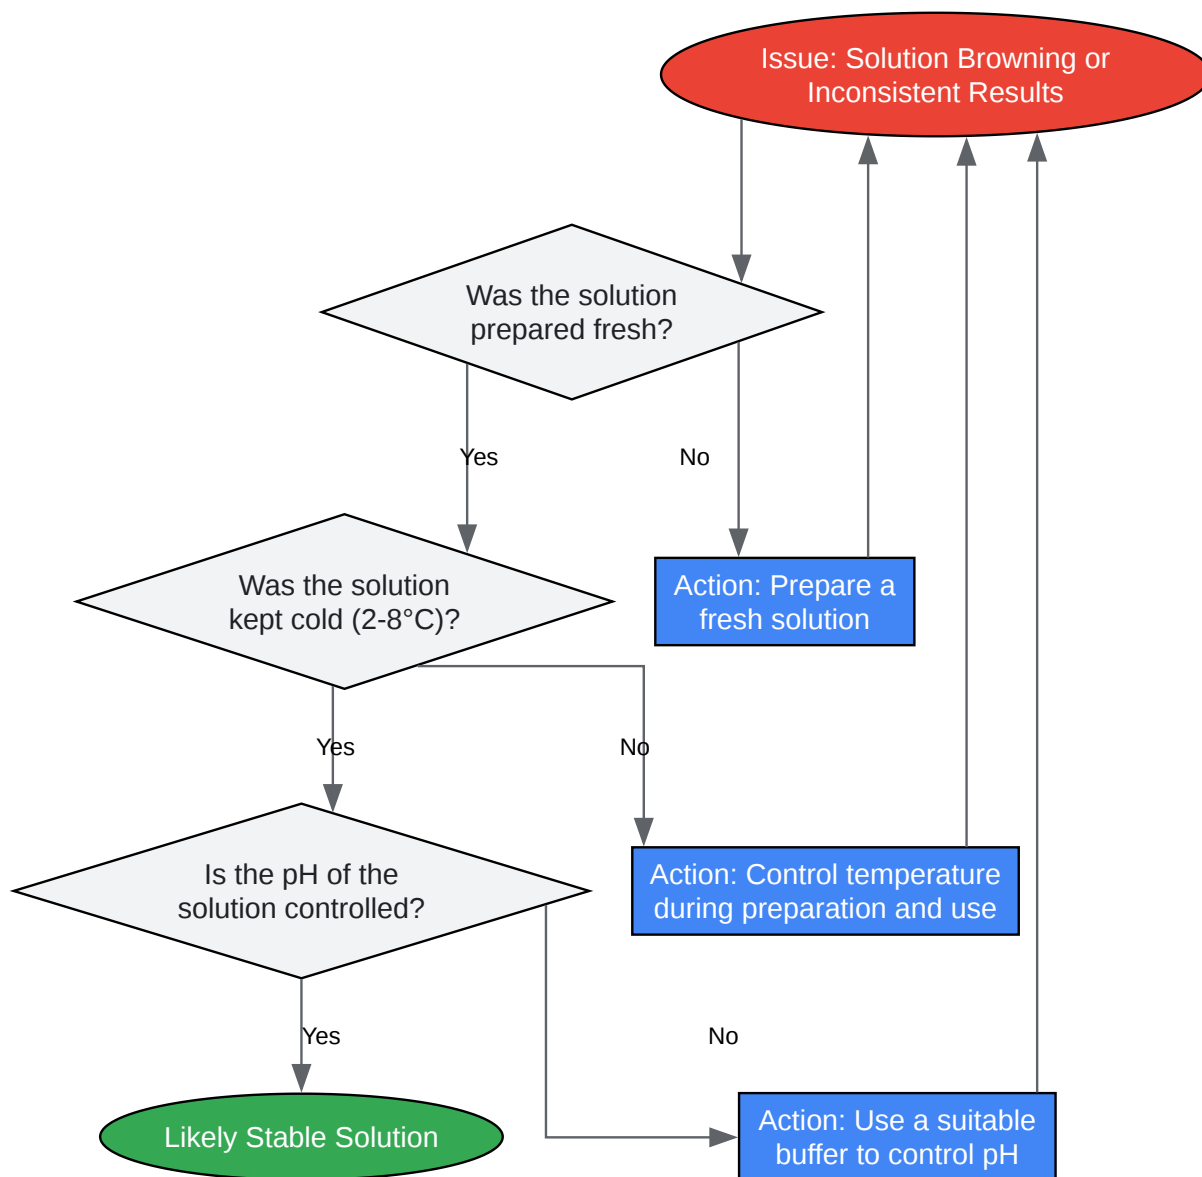 Issue: Solution Browning or
Inconsistent Results
Was the solution
prepared fresh?
Yes
No
Was the solution
kept cold (2-8°C)?
Action: Prepare a
fresh solution
Yes
No
Is the pH of the
solution controlled?
Action: Control temperature
during preparation and use
Yes
No
Likely Stable Solution
Action: Use a suitable
buffer to control pH